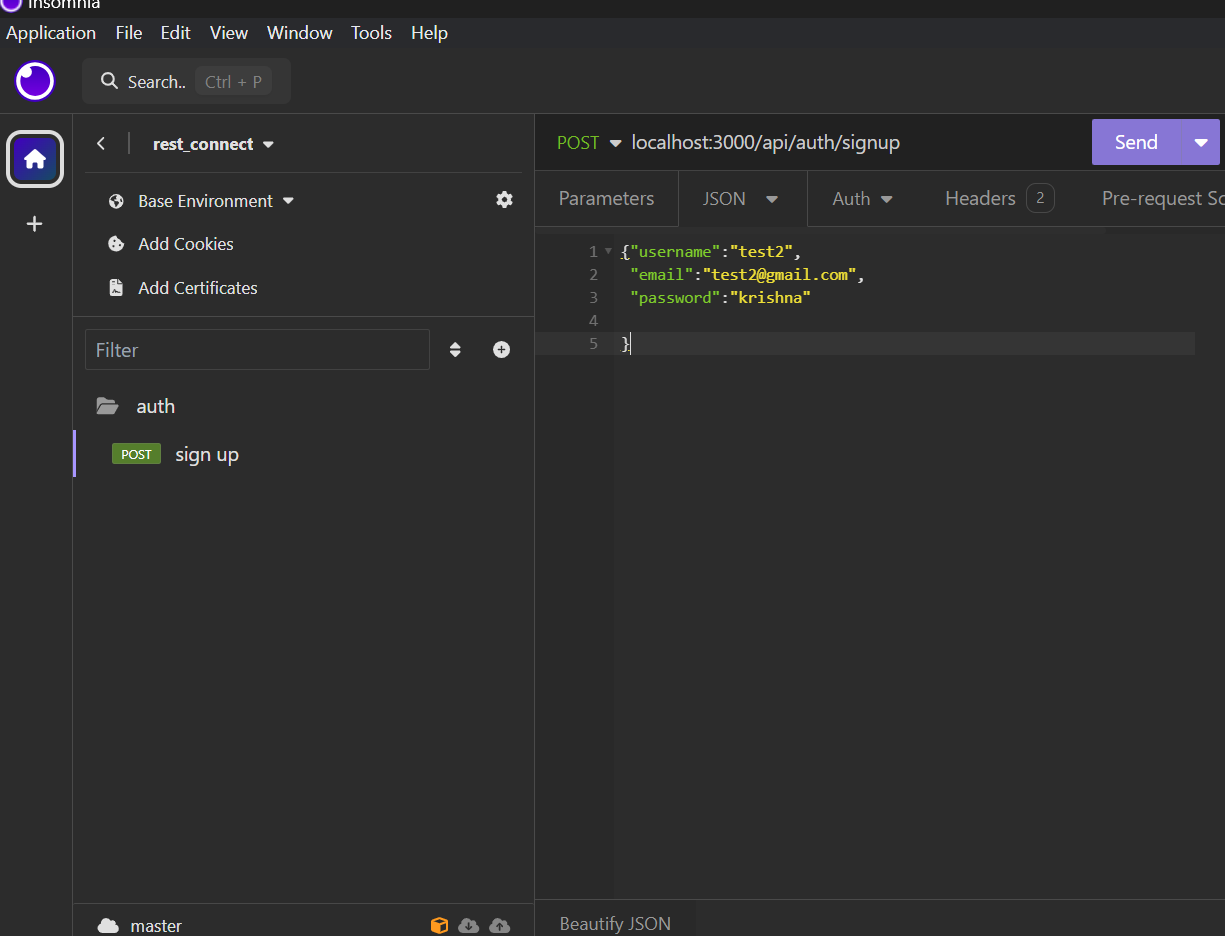 Insomnia
Application File Edit View Window Tools Help
Search.. Ctrl + P
rest_connect
Base Environment
Add Cookies
Add Certificates
Filter
auth
POST sign up
master
POST localhost:3000/api/auth/signup Send
Parameters JSON Auth Headers 2 Pre-request Sc
1 {"username":"test2",
2 "email":"test2@gmail.com",
3 "password":"krishna"
4
5 }
Beautify JSON